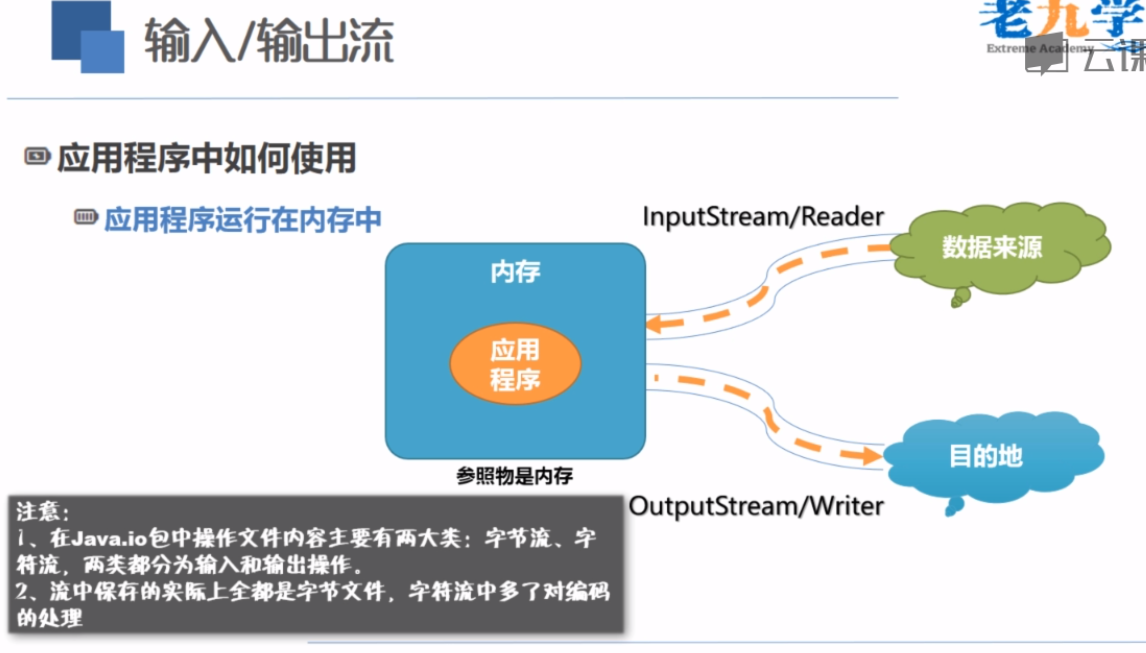 输入/输出流
老九学
Extreme Academy
云课
应用程序中如何使用
应用程序运行在内存中
InputStream/Reader
数据来源
内存
应用
程序
目的地
参照物是内存
OutputStream/Writer
注意：
1、在Java.io包中操作文件内容主要有两大类：字节流、字
符流，两类都分为输入和输出操作。
2、流中保存的实际上全都是字节文件，字符流中多了对编码
的处理